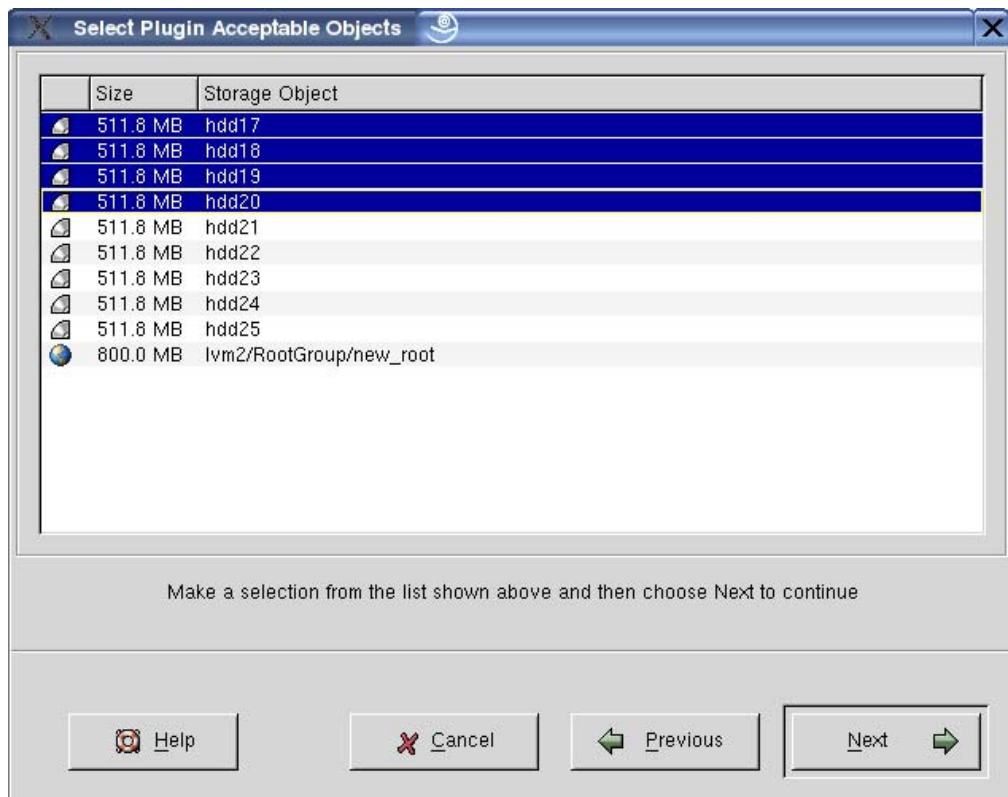 Select Plugin Acceptable Objects
Size Storage Object
511.8 MB hdd17
511.8 MB hdd18
511.8 MB hdd19
511.8 MB hdd20
511.8 MB hdd21
511.8 MB hdd22
511.8 MB hdd23
511.8 MB hdd24
511.8 MB hdd25
800.0 MB lvm2/RootGroup/new_root
Make a selection from the list shown above and then choose Next to continue
Help Cancel Previous Next